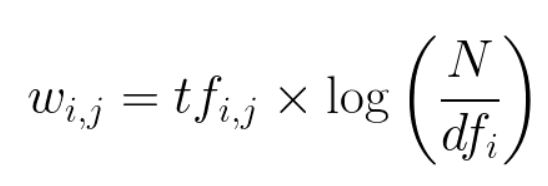 w_{i,j} = tf_{i,j} × log(N/df_i)